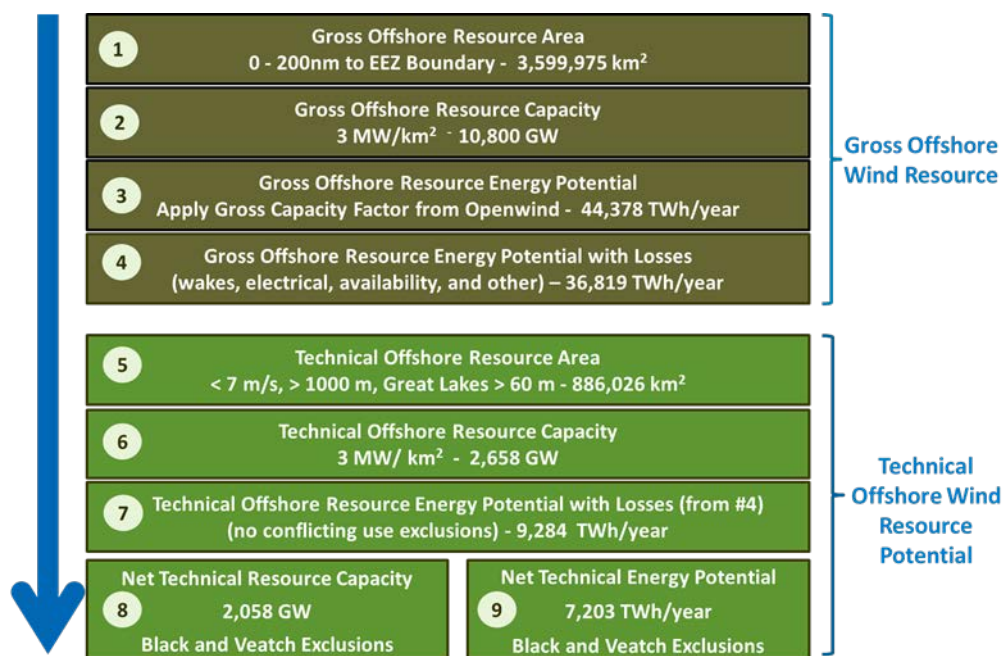 1
Gross Offshore Resource Area
0 - 200nm to EEZ Boundary - 3,599,975 km²
2
Gross Offshore Resource Capacity
3 MW/km² - 10,800 GW
3
Gross Offshore Resource Energy Potential
Apply Gross Capacity Factor from Openwind - 44,378 TWh/year
4
Gross Offshore Resource Energy Potential with Losses
(wakes, electrical, availability, and other) – 36,819 TWh/year
Gross Offshore
Wind Resource
5
Technical Offshore Resource Area
< 7 m/s, > 1000 m, Great Lakes > 60 m - 886,026 km²
6
Technical Offshore Resource Capacity
3 MW/ km² - 2,658 GW
7
Technical Offshore Resource Energy Potential with Losses (from #4)
(no conflicting use exclusions) - 9,284 TWh/year
8
Net Technical Resource Capacity
2,058 GW
Black and Veatch Exclusions
9
Net Technical Energy Potential
7,203 TWh/year
Black and Veatch Exclusions
Technical
Offshore Wind
Resource
Potential